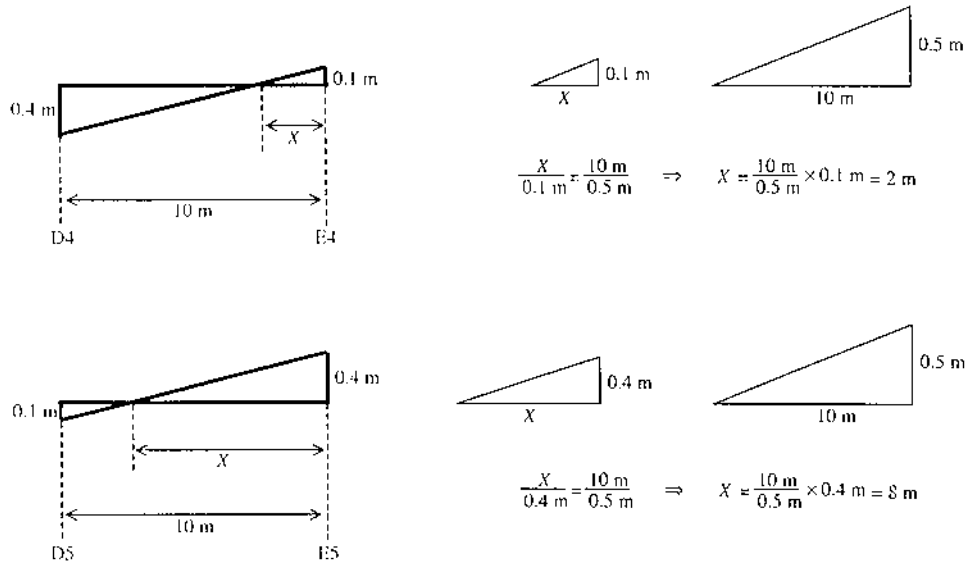 0.4 m
0.1 m
X
10 m
D4 E4
0.1 m
X
0.5 m
10 m
X / 0.1 m = 10 m / 0.5 m ⇒ X = 10 m / 0.5 m × 0.1 m = 2 m
0.1 m
0.4 m
X
10 m
D5 E5
0.4 m
X
0.5 m
10 m
X / 0.4 m = 10 m / 0.5 m ⇒ X = 10 m / 0.5 m × 0.4 m = 8 m